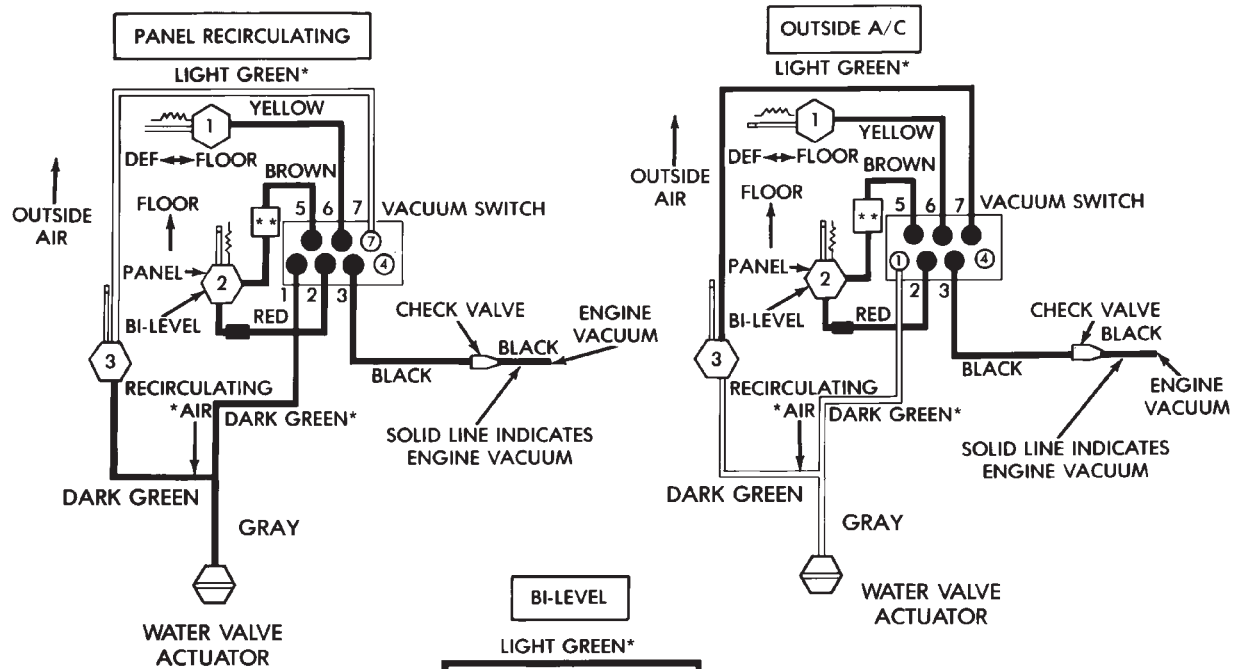 PANEL RECIRCULATING
LIGHT GREEN*
YELLOW
1
DEF FLOOR
BROWN
OUTSIDE
AIR
FLOOR
**
5 6 7
VACUUM SWITCH
7
4
PANEL
2
1 2 3
BI-LEVEL
RED
CHECK VALVE
ENGINE
VACUUM
BLACK
BLACK
3
RECIRCULATING
*AIR
DARK GREEN*
SOLID LINE INDICATES
ENGINE VACUUM
DARK GREEN
GRAY
WATER VALVE
ACTUATOR
OUTSIDE A/C
LIGHT GREEN*
1
YELLOW
DEF FLOOR
BROWN
OUTSIDE
AIR
FLOOR
**
5 6 7
VACUUM SWITCH
1
4
PANEL
2
2 3
BI-LEVEL
RED
CHECK VALVE
BLACK
BLACK
ENGINE
VACUUM
3
RECIRCULATING
*AIR
DARK GREEN*
SOLID LINE INDICATES
ENGINE VACUUM
DARK GREEN
GRAY
WATER VALVE
ACTUATOR
BI-LEVEL
LIGHT GREEN*